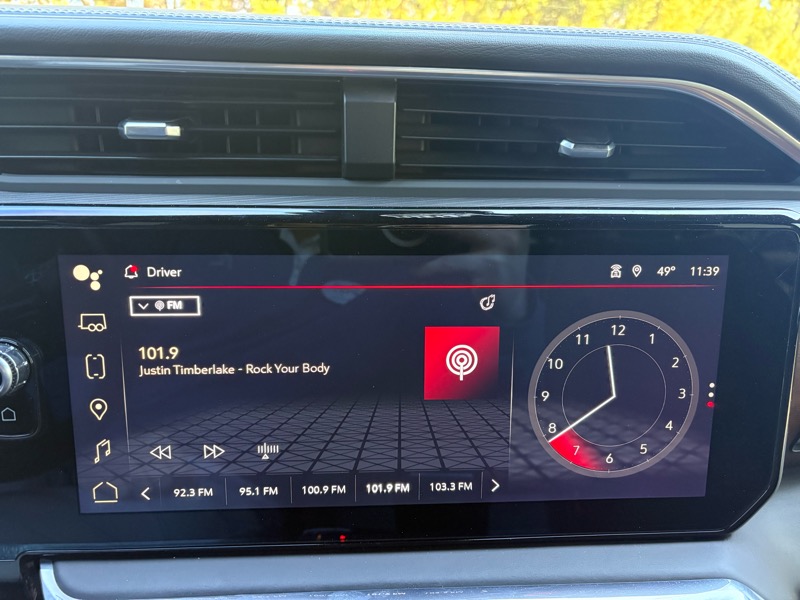 Driver
49° 11:39
FM
101.9
Justin Timberlake - Rock Your Body
92.3 FM 95.1 FM 100.9 FM 101.9 FM 103.3 FM
12
11 1
10 2
9 3
8 4
7 5
6